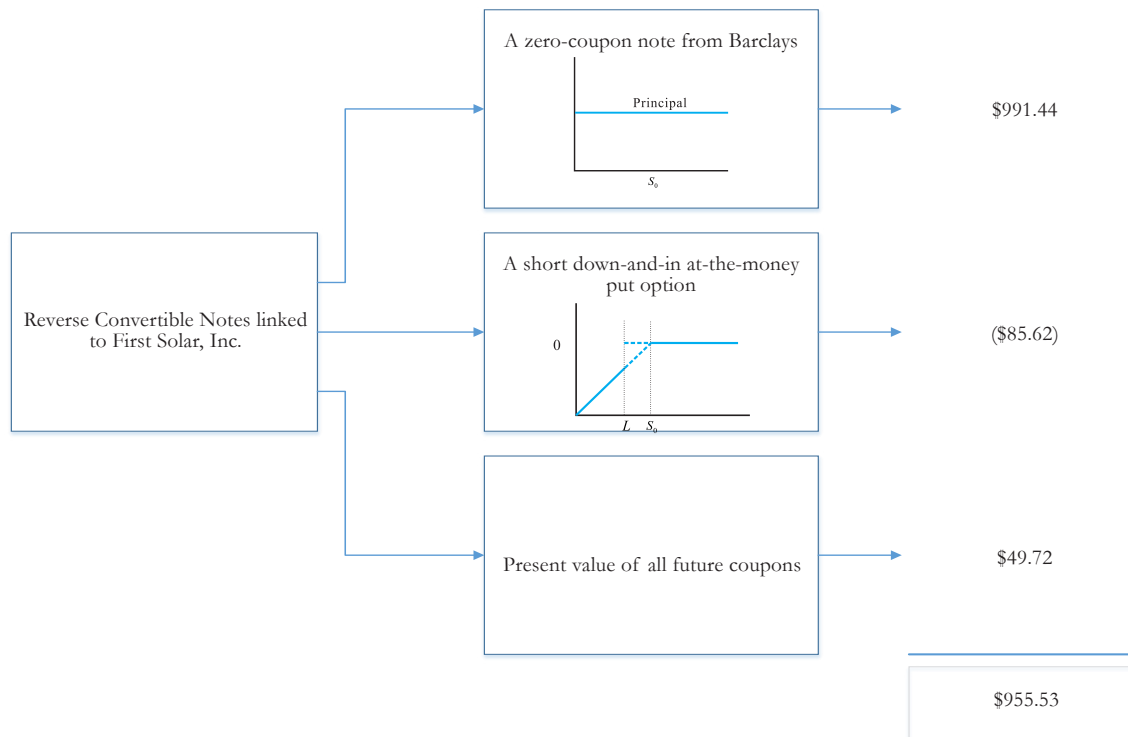 A zero-coupon note from Barclays
Principal
S₀
$991.44
Reverse Convertible Notes linked
to First Solar, Inc.
A short down-and-in at-the-money
put option
0
L S₀
($85.62)
Present value of all future coupons
$49.72
$955.53